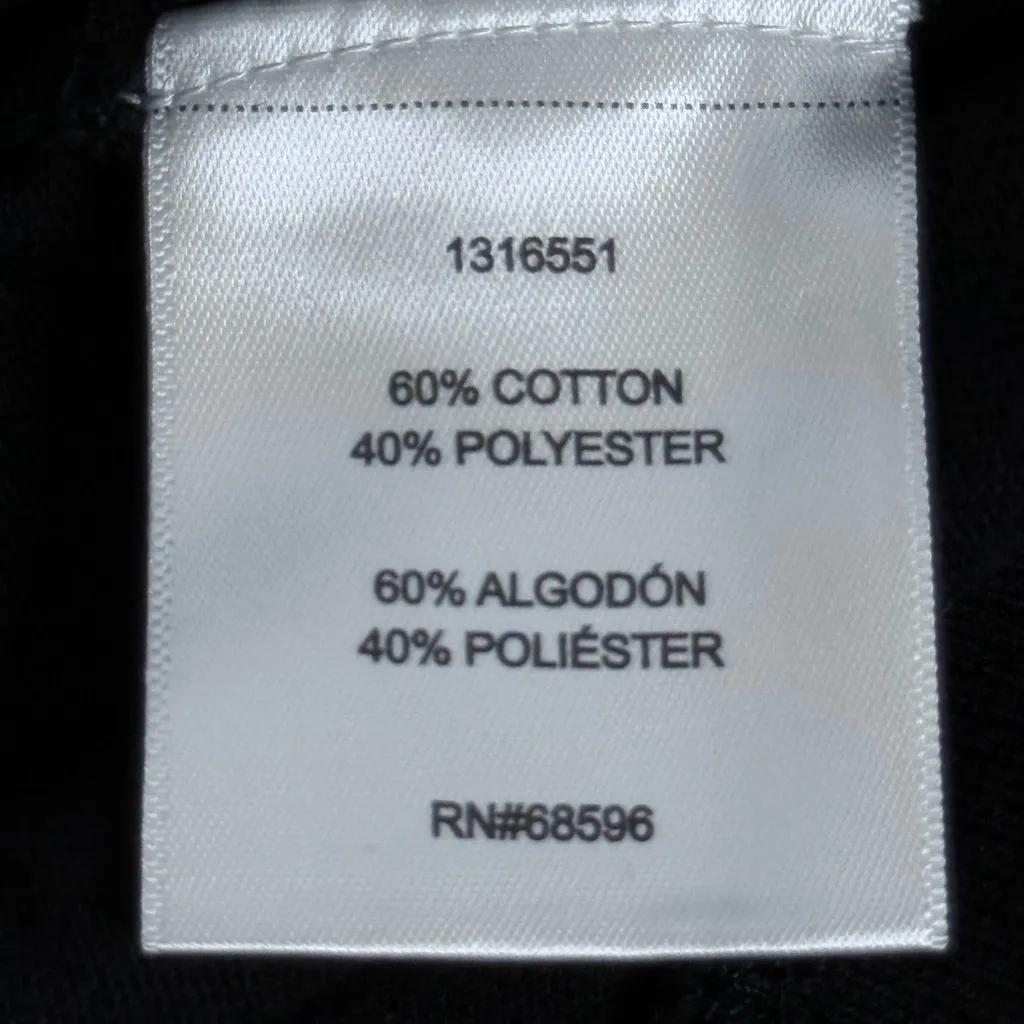 1316551
60% COTTON
40% POLYESTER
60% ALGODÓN
40% POLIÉSTER
RN#68596